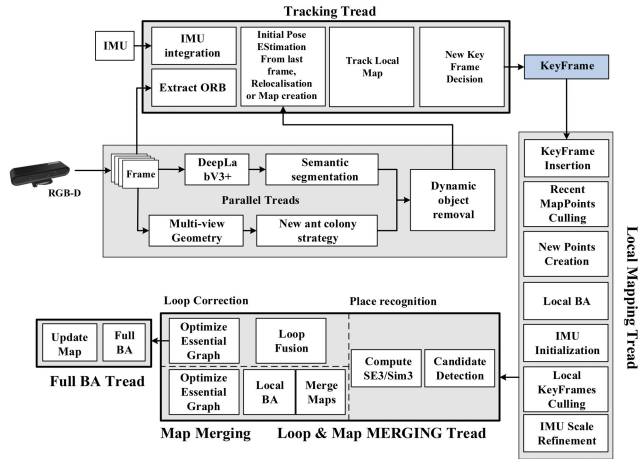 Tracking Tread
IMU
IMU
integration
Extract ORB
Initial Pose
EStimation
From last
frame,
Relocalisation
or Map creation
Track Local
Map
New Key
Frame
Decision
KeyFrame
RGB-D
Frame
DeepLa
bV3+
Semantic
segmentation
Parallel Treads
Multi-view
Geometry
New ant colony
strategy
Dynamic
object
removal
KeyFrame
Insertion
Recent
MapPoints
Culling
New Points
Creation
Local BA
IMU
Initialization
Local
KeyFrames
Culling
IMU Scale
Refinement
Local Mapping Tread
Loop Correction
Place recognition
Optimize
Essential
Graph
Loop
Fusion
Optimize
Essential
Graph
Local
BA
Merge
Maps
Compute
SE3/Sim3
Candidate
Detection
Update
Map
Full
BA
Full BA Tread
Map Merging
Loop & Map MERGING Tread